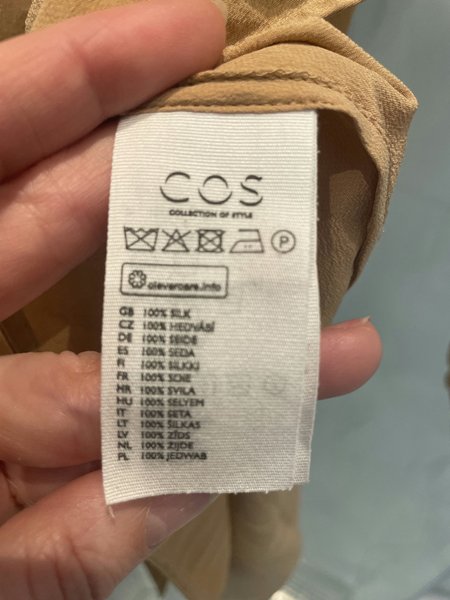 COS
COLLECTION OF STYLE
P
clevercare.info
GB 100% SILK
CZ 100% HEDVÁBÍ
DE 100% SEIDE
ES 100% SEDA
FI 100% SILKKI
FR 100% SOIE
HR 100% SVILA
HU 100% SELYEM
IT 100% SETA
LT 100% ŠILKAS
LV 100% ZĪDS
NL 100% ZIJDE
PL 100% JEDWAB